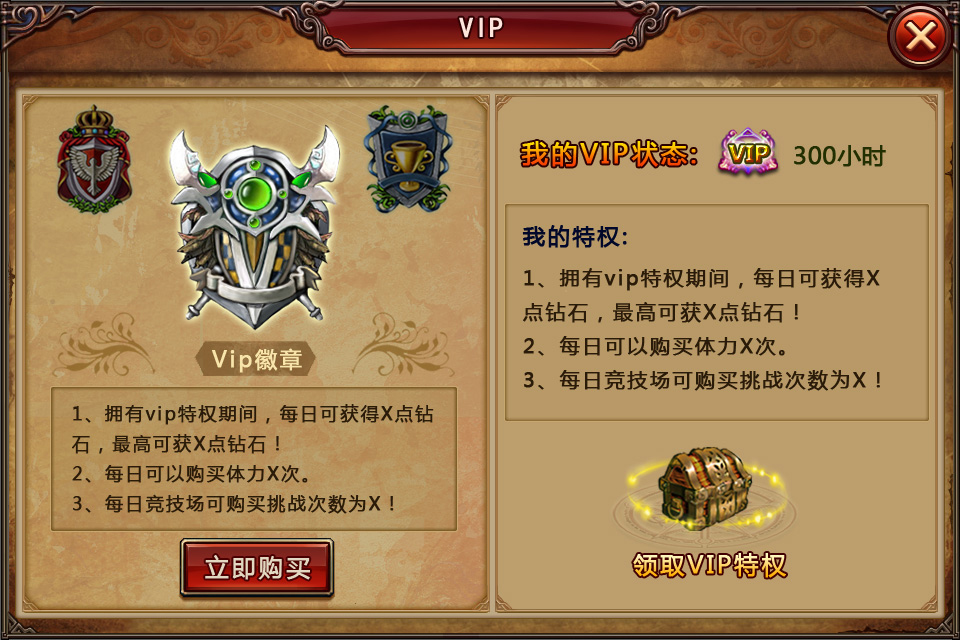 VIP
Vip徽章
1、拥有vip特权期间，每日可获得X点钻
石，最高可获X点钻石！
2、每日可以购买体力X次。
3、每日竞技场可购买挑战次数为X！
立即购买
我的VIP状态: VIP 300小时
我的特权:
1、拥有vip特权期间，每日可获得X
点钻石，最高可获X点钻石！
2、每日可以购买体力X次。
3、每日竞技场可购买挑战次数为X！
领取VIP特权